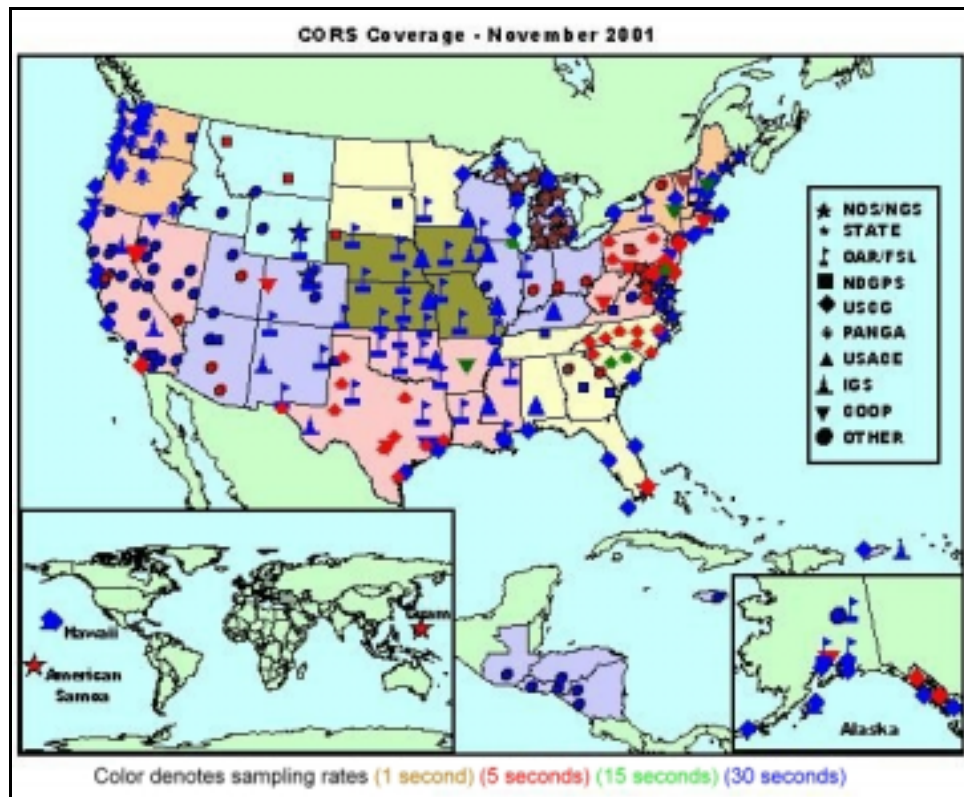 CORS Coverage - November 2001
NOS/NGS
STATE
OAR/FSL
NDGPS
USCG
PANGA
USACE
IGS
COOP
OTHER
Guam
Hawaii
American
Samoa
Alaska
Color denotes sampling rates (1 second) (5 seconds) (15 seconds) (30 seconds)